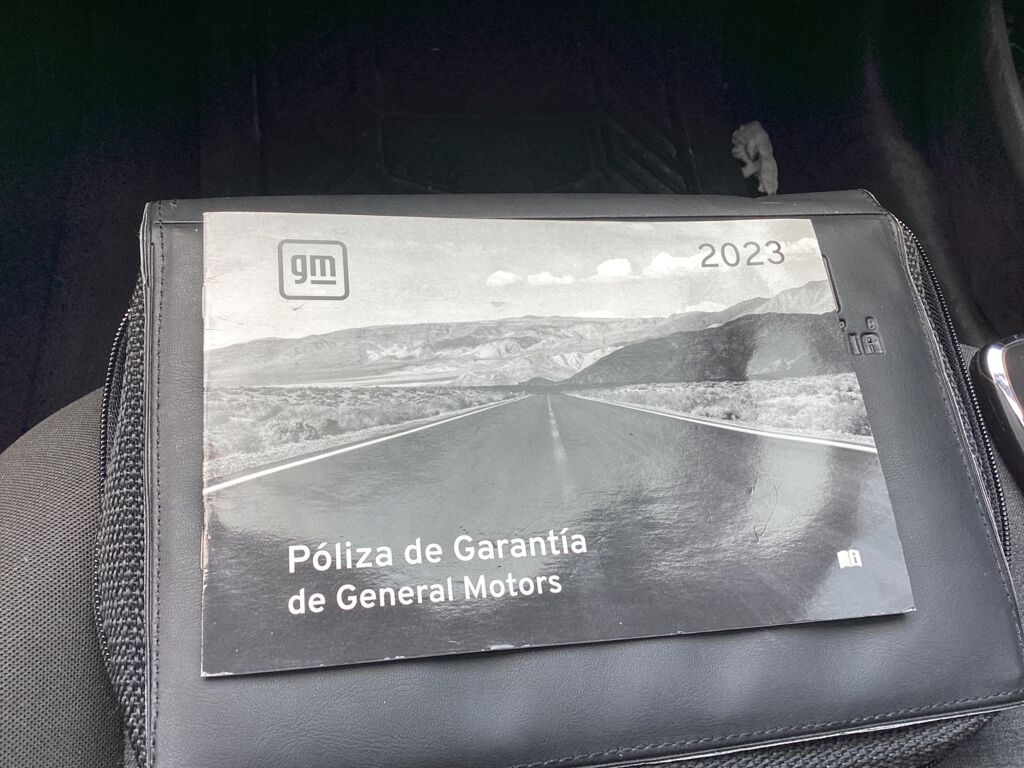 gm
2023
Póliza de Garantía
de General Motors